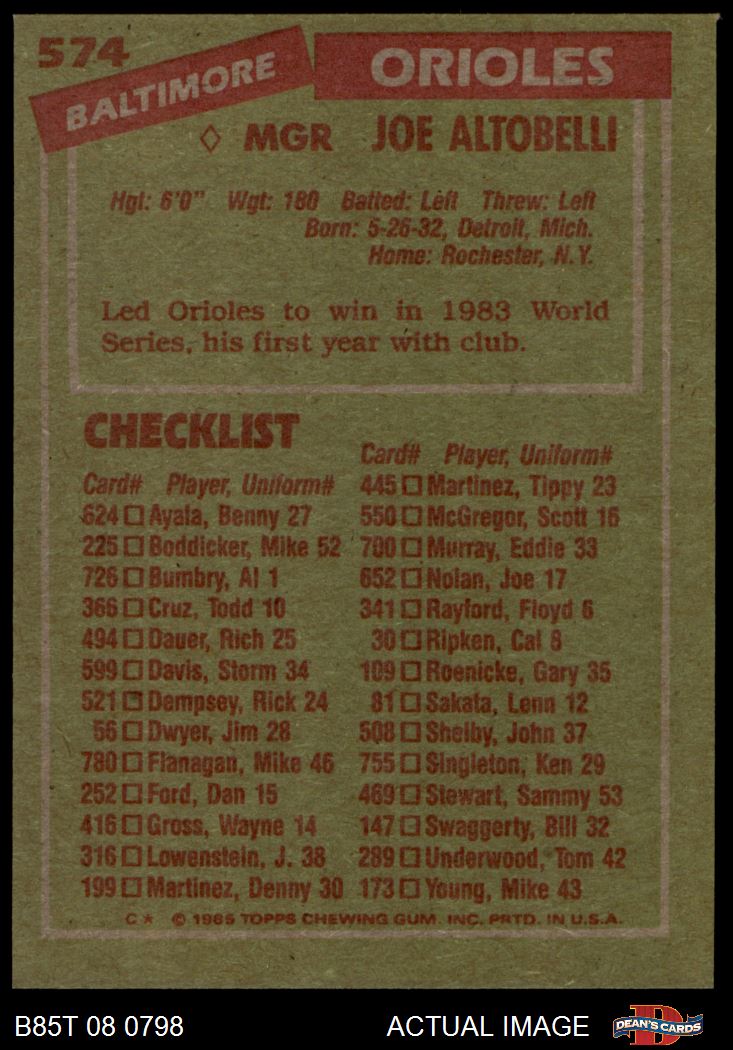 574
BALTIMORE
ORIOLES
◇ MGR JOE ALTOBELLI
Hgt: 6'0" Wgt: 180 Batted: Left Threw: Left
Born: 5-26-32, Detroit, Mich.
Home: Rochester, N.Y.
Led Orioles to win in 1983 World
Series, his first year with club.
CHECKLIST
Card# Player, Uniform#
624 □ Ayala, Benny 27
225 □ Boddicker, Mike 52
726 □ Bumbry, Al 1
366 □ Cruz, Todd 10
494 □ Dauer, Rich 25
599 □ Davis, Storm 34
521 □ Dempsey, Rick 24
56 □ Dwyer, Jim 28
780 □ Flanagan, Mike 46
252 □ Ford, Dan 15
416 □ Gross, Wayne 14
316 □ Lowenstein, J. 38
199 □ Martinez, Denny 30
Card# Player, Uniform#
445 □ Martinez, Tippy 23
550 □ McGregor, Scott 16
700 □ Murray, Eddie 33
652 □ Nolan, Joe 17
341 □ Rayford, Floyd 6
30 □ Ripken, Cal 8
109 □ Roenicke, Gary 35
81 □ Sakata, Lenn 12
508 □ Shelby, John 37
755 □ Singleton, Ken 29
469 □ Stewart, Sammy 53
147 □ Swaggerty, Bill 32
289 □ Underwood, Tom 42
173 □ Young, Mike 43
C★ © 1985 TOPPS CHEWING GUM. INC. PRTD. IN U.S.A.
B85T 08 0798
ACTUAL IMAGE
DEAN'S CARDS